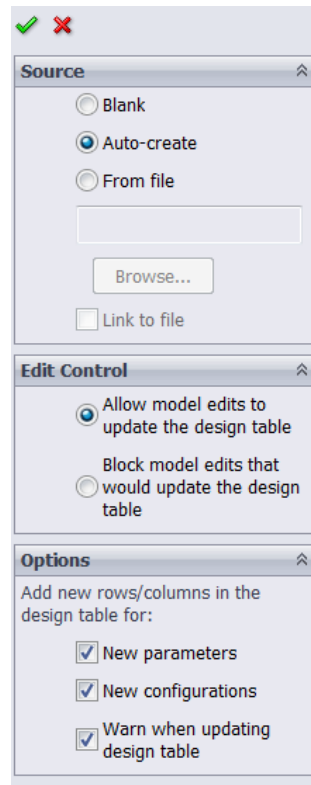 Source
Blank
Auto-create
From file
Browse...
Link to file
Edit Control
Allow model edits to
update the design table
Block model edits that
would update the design
table
Options
Add new rows/columns in the
design table for:
New parameters
New configurations
Warn when updating
design table